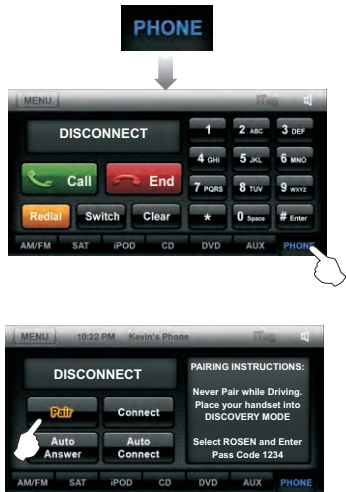 PHONE
MENU
DISCONNECT
1
2 ABC
3 DEF
4 GHI
5 JKL
6 MNO
Call
End
7 PQRS
8 TUV
9 WXYZ
Redial
Switch
Clear
*
0 Space
# Enter
AM/FM SAT iPOD CD DVD AUX PHONE
MENU 10:22 PM Kevin's Phone
DISCONNECT
Pair
Connect
Auto
Answer
Auto
Connect
PAIRING INSTRUCTIONS:
Never Pair while Driving.
Place your handset into
DISCOVERY MODE
Select ROSEN and Enter
Pass Code 1234
AM/FM SAT iPOD CD DVD AUX PHONE